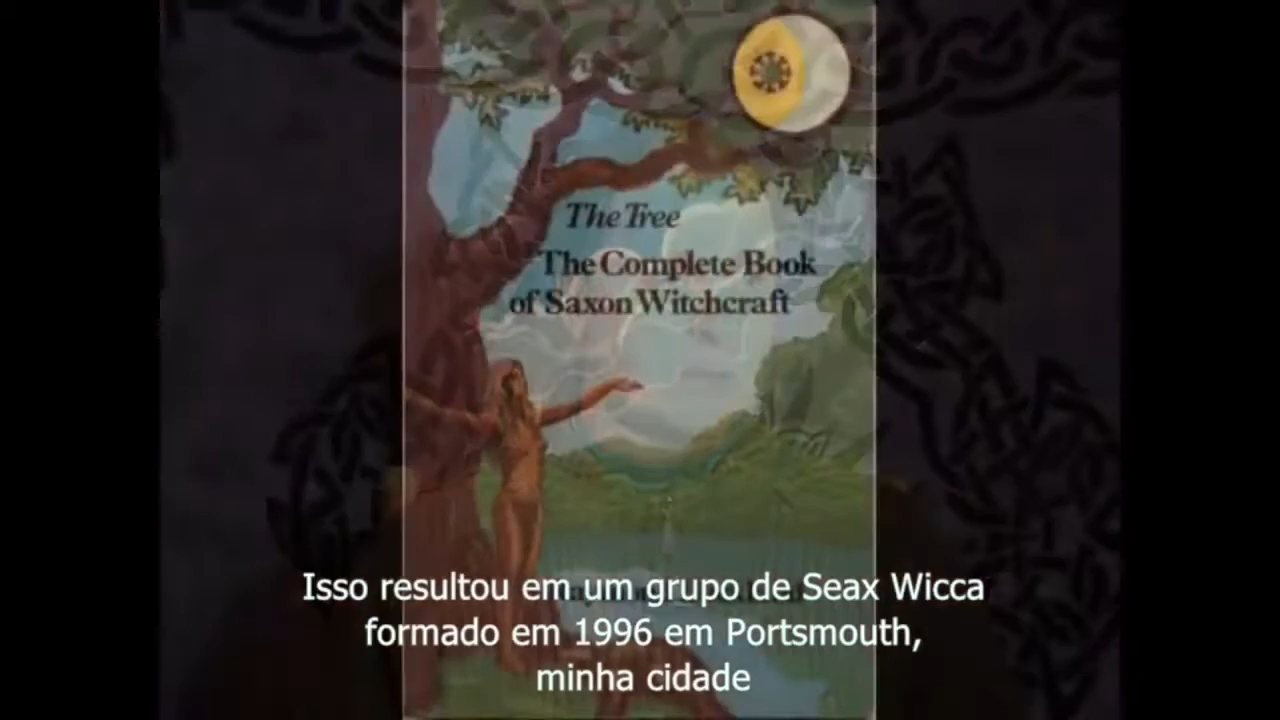 The Tree
The Complete Book
of Saxon Witchcraft
Isso resultou em um grupo de Seax Wicca
formado em 1996 em Portsmouth,
minha cidade